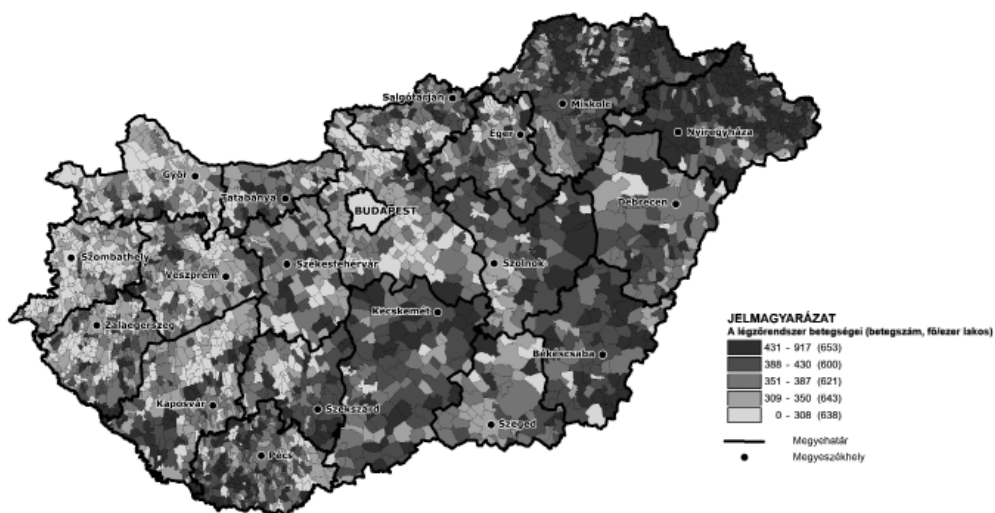 Salgótarján
Miskolc
Eger
Nyíregyháza
Győr
Tatabánya
BUDAPEST
Debrecen
Szombathely
Veszprém
Székesfehérvár
Szolnok
Zalaegerszeg
Kecskemét
Békéscsaba
Kaposvár
Szekszárd
Szeged
Pécs
JELMAGYARÁZAT
A légzőrendszer betegségei (betegszám, fő/ezer lakos)
431 - 917 (653)
388 - 430 (600)
351 - 387 (621)
309 - 350 (643)
0 - 308 (638)
Megyehatár
Megyeszékhely